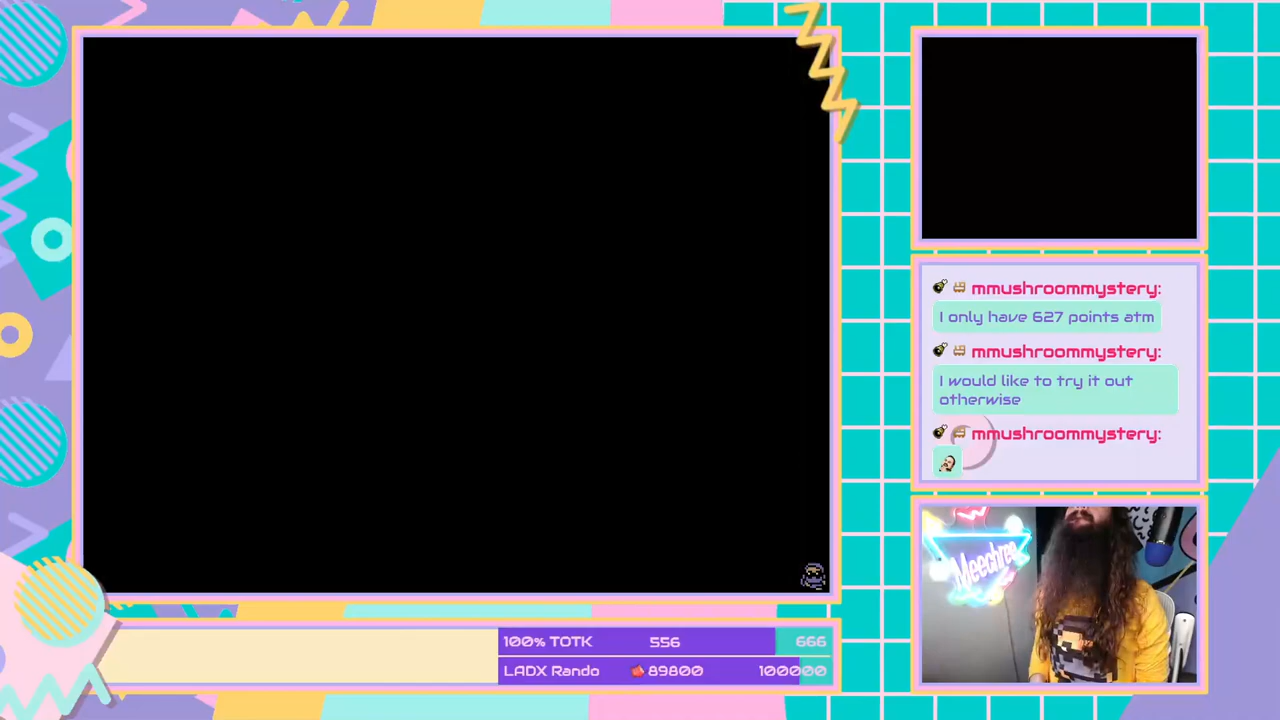 mmushroommystery:
I only have 627 points atm
mmushroommystery:
I would like to try it out
otherwise
mmushroommystery:
Meechree
100% TOTK 556 666
LADX Rando 89800 100000